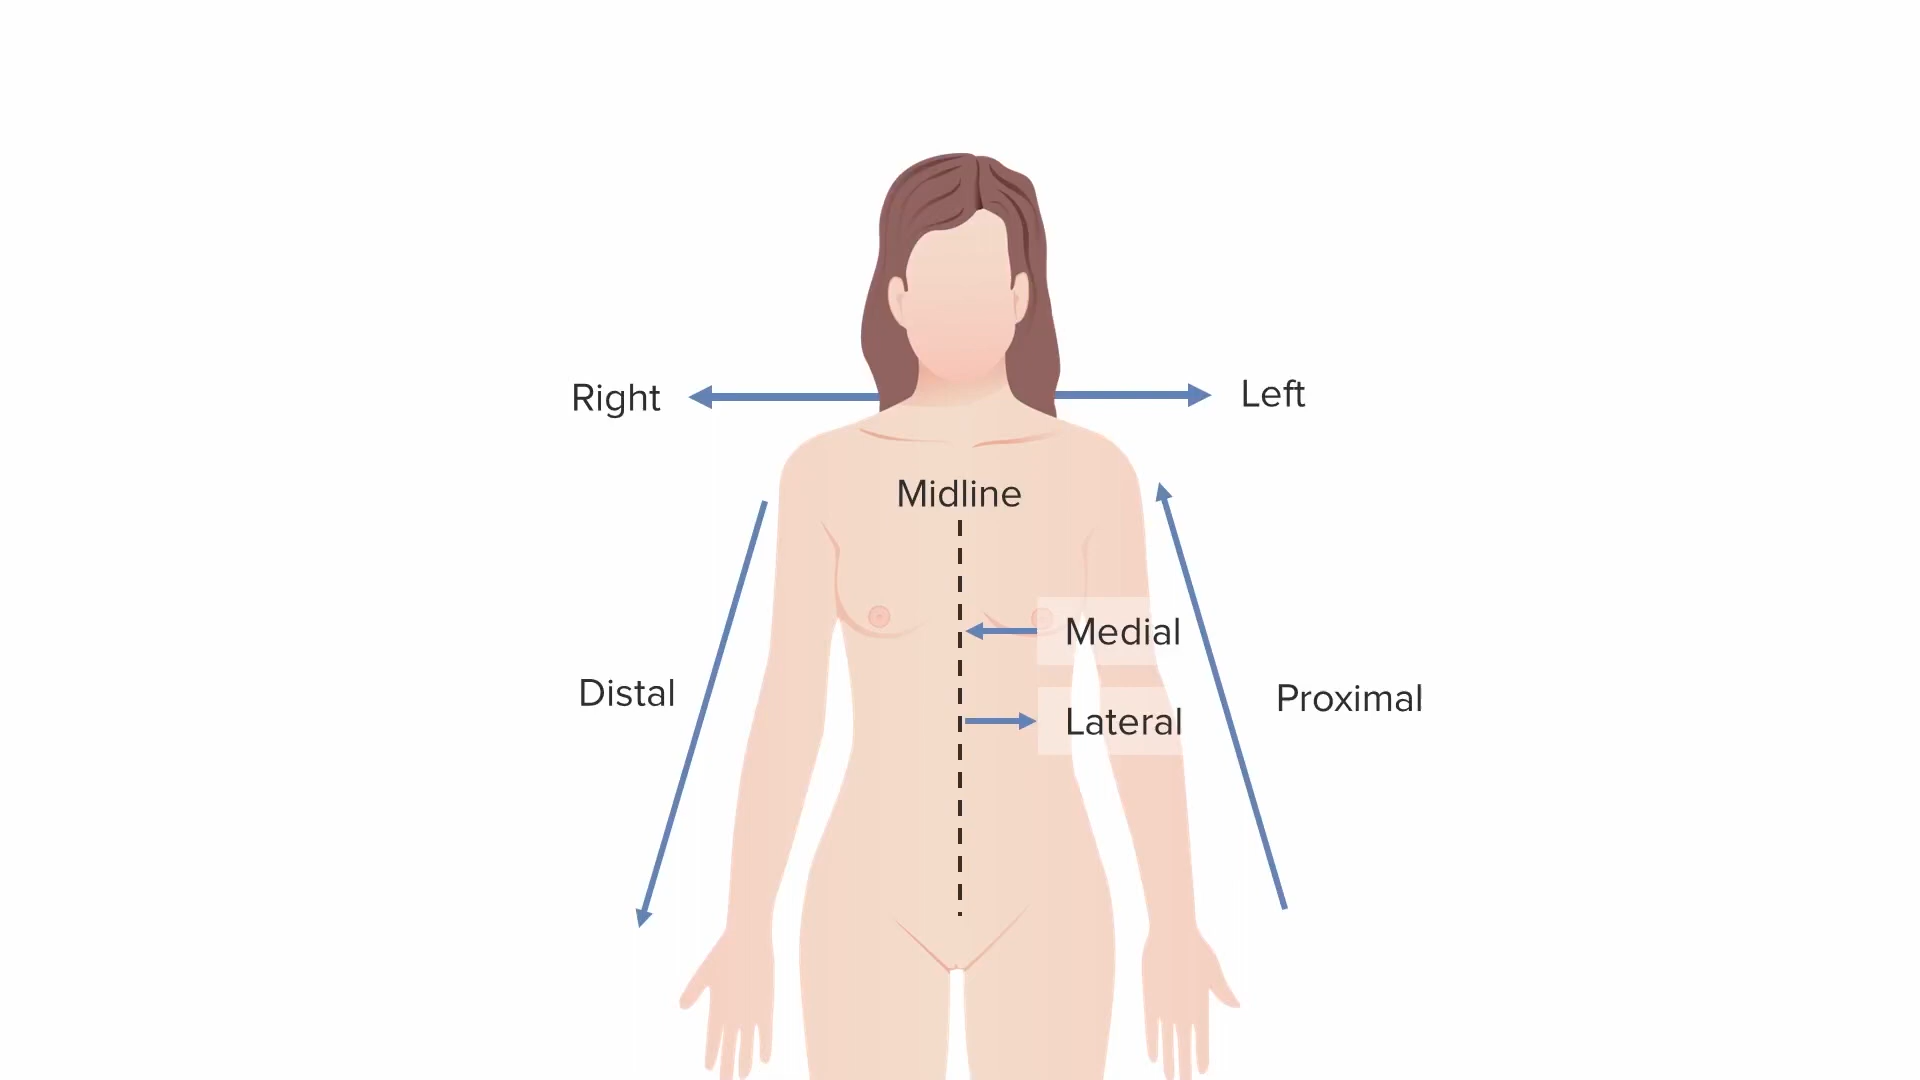 Right
Left
Midline
Medial
Distal
Proximal
Lateral